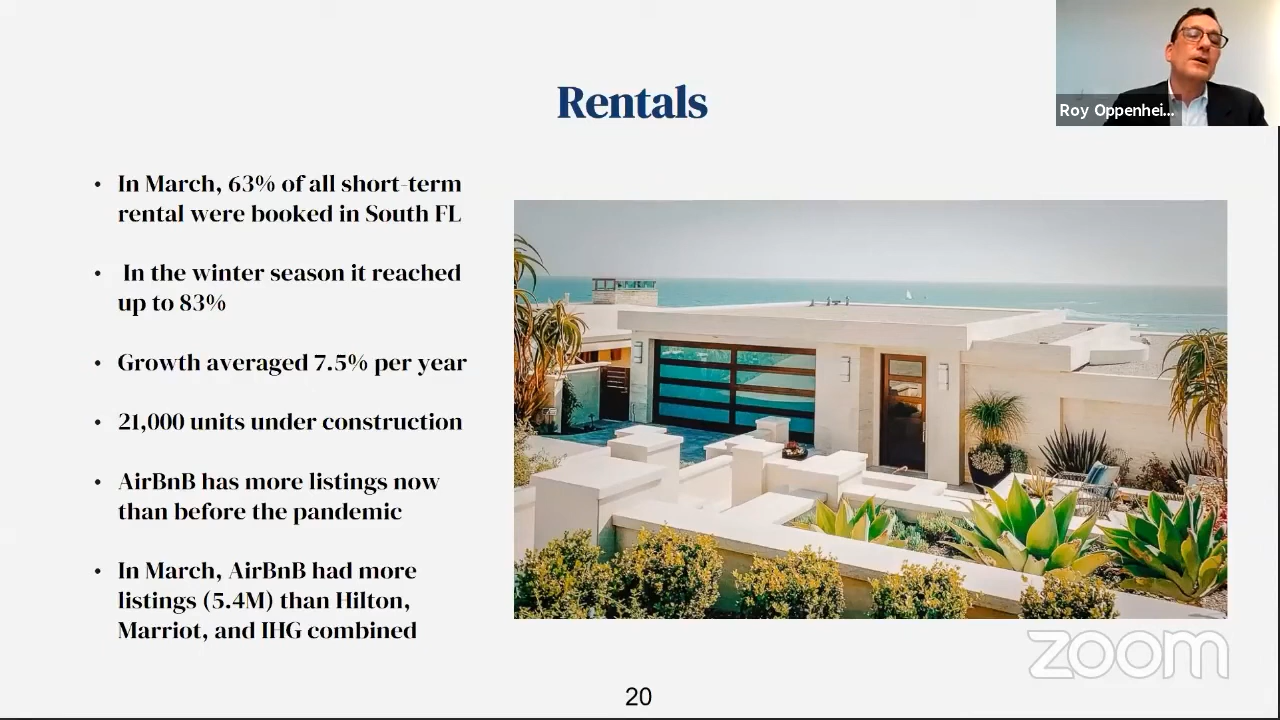 Roy Oppenhei...
Rentals
• In March, 63% of all short-term
rental were booked in South FL
• In the winter season it reached
up to 83%
• Growth averaged 7.5% per year
• 21,000 units under construction
• AirBnB has more listings now
than before the pandemic
• In March, AirBnB had more
listings (5.4M) than Hilton,
Marriot, and IHG combined
zoom
20